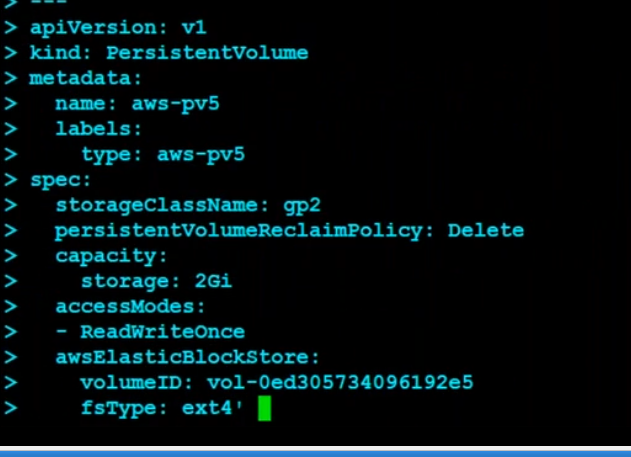 > ---
> apiVersion: v1
> kind: PersistentVolume
> metadata:
>   name: aws-pv5
>   labels:
>     type: aws-pv5
> spec:
>   storageClassName: gp2
>   persistentVolumeReclaimPolicy: Delete
>   capacity:
>     storage: 2Gi
>   accessModes:
>   - ReadWriteOnce
>   awsElasticBlockStore:
>     volumeID: vol-0ed305734096192e5
>     fsType: ext4'